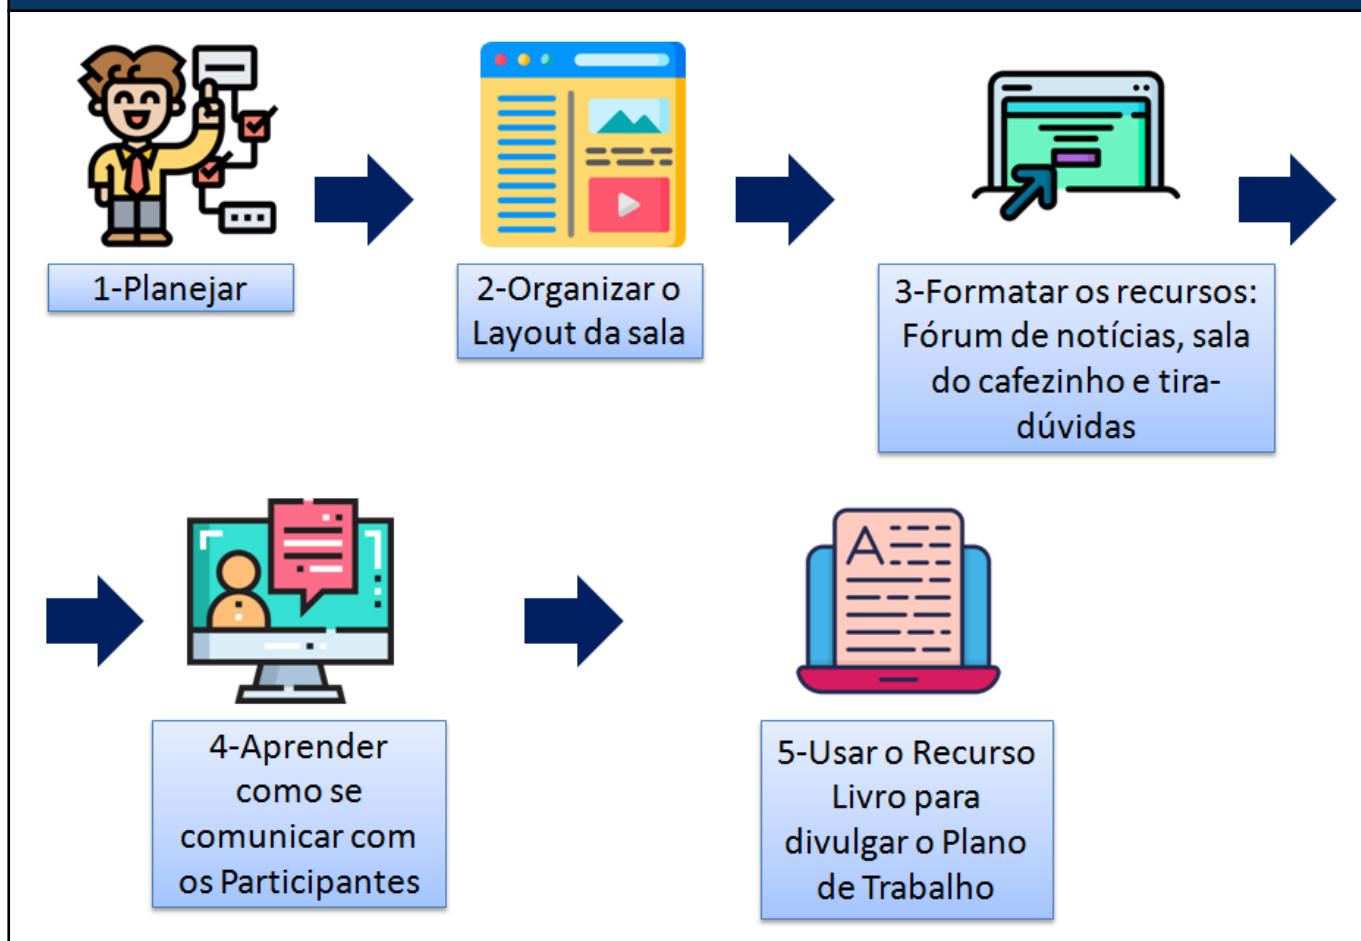 1-Planejar
2-Organizar o
Layout da sala
3-Formatar os recursos:
Fórum de notícias, sala
do cafezinho e tira-
dúvidas
4-Aprender
como se
comunicar com
os Participantes
5-Usar o Recurso
Livro para
divulgar o Plano
de Trabalho
A